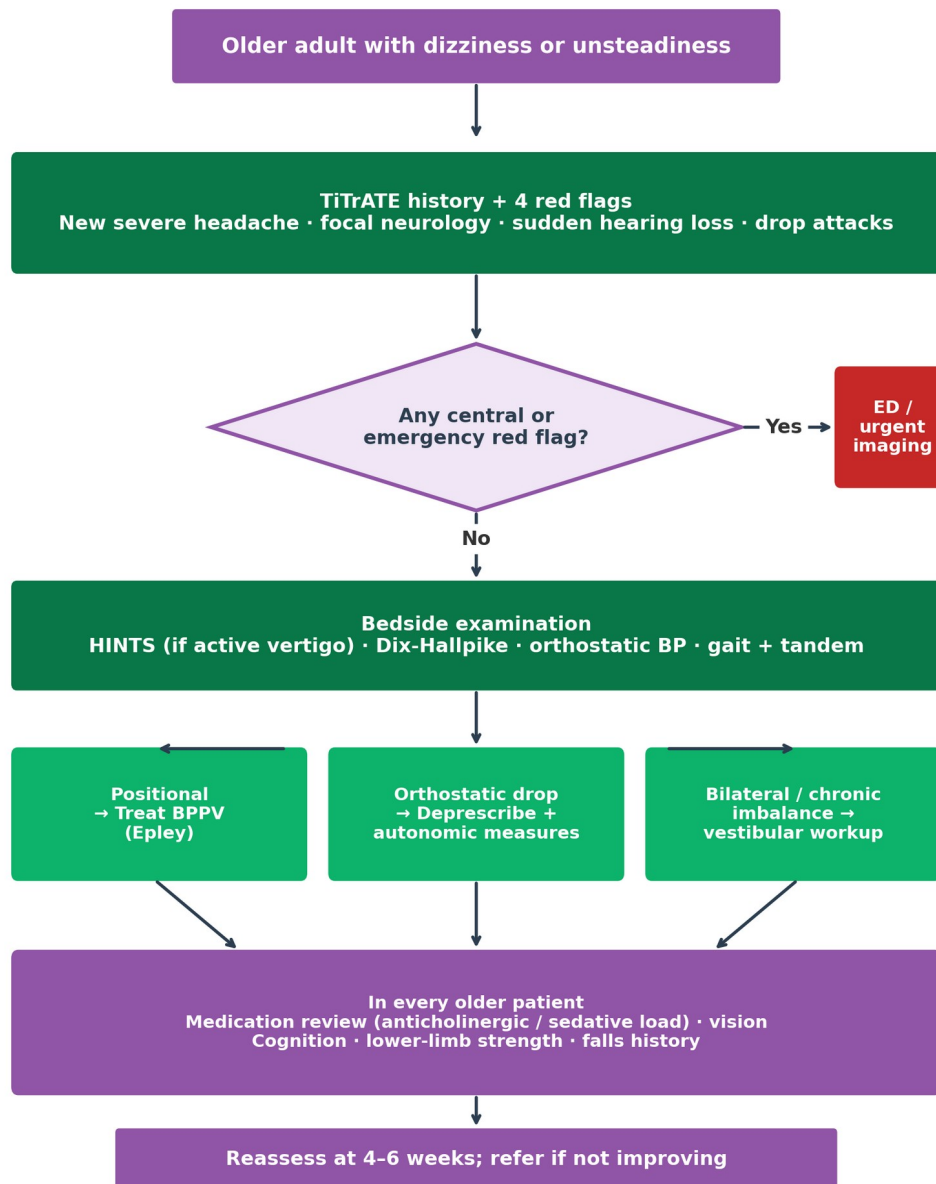 Older adult with dizziness or unsteadiness
TiTrATE history + 4 red flags
New severe headache · focal neurology · sudden hearing loss · drop attacks
Any central or
emergency red flag?
Yes
ED /
urgent
imaging
No
Bedside examination
HINTS (if active vertigo) · Dix-Hallpike · orthostatic BP · gait + tandem
Positional
→ Treat BPPV
(Epley)
Orthostatic drop
→ Deprescribe +
autonomic measures
Bilateral / chronic
imbalance →
vestibular workup
In every older patient
Medication review (anticholinergic / sedative load) · vision
Cognition · lower-limb strength · falls history
Reassess at 4–6 weeks; refer if not improving